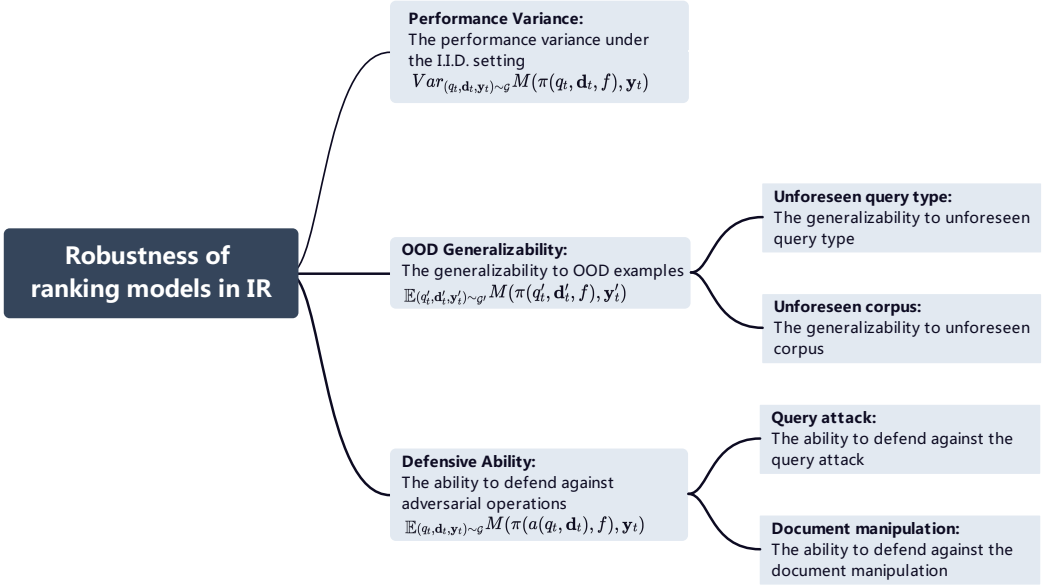 Robustness of
ranking models in IR
Performance Variance:
The performance variance under
the I.I.D. setting
Var_{(q_t,𝐝_t,𝐲_t)∼𝒢} M(π(q_t, 𝐝_t, f), 𝐲_t)
OOD Generalizability:
The generalizability to OOD examples
𝔼_{(q′_t,𝐝′_t,𝐲′_t)∼𝒢′} M(π(q′_t, 𝐝′_t, f), 𝐲′_t)
Unforeseen query type:
The generalizability to unforeseen
query type
Unforeseen corpus:
The generalizability to unforeseen
corpus
Defensive Ability:
The ability to defend against
adversarial operations
𝔼_{(q_t,𝐝_t,𝐲_t)∼𝒢} M(π(a(q_t, 𝐝_t), f), 𝐲_t)
Query attack:
The ability to defend against the
query attack
Document manipulation:
The ability to defend against the
document manipulation